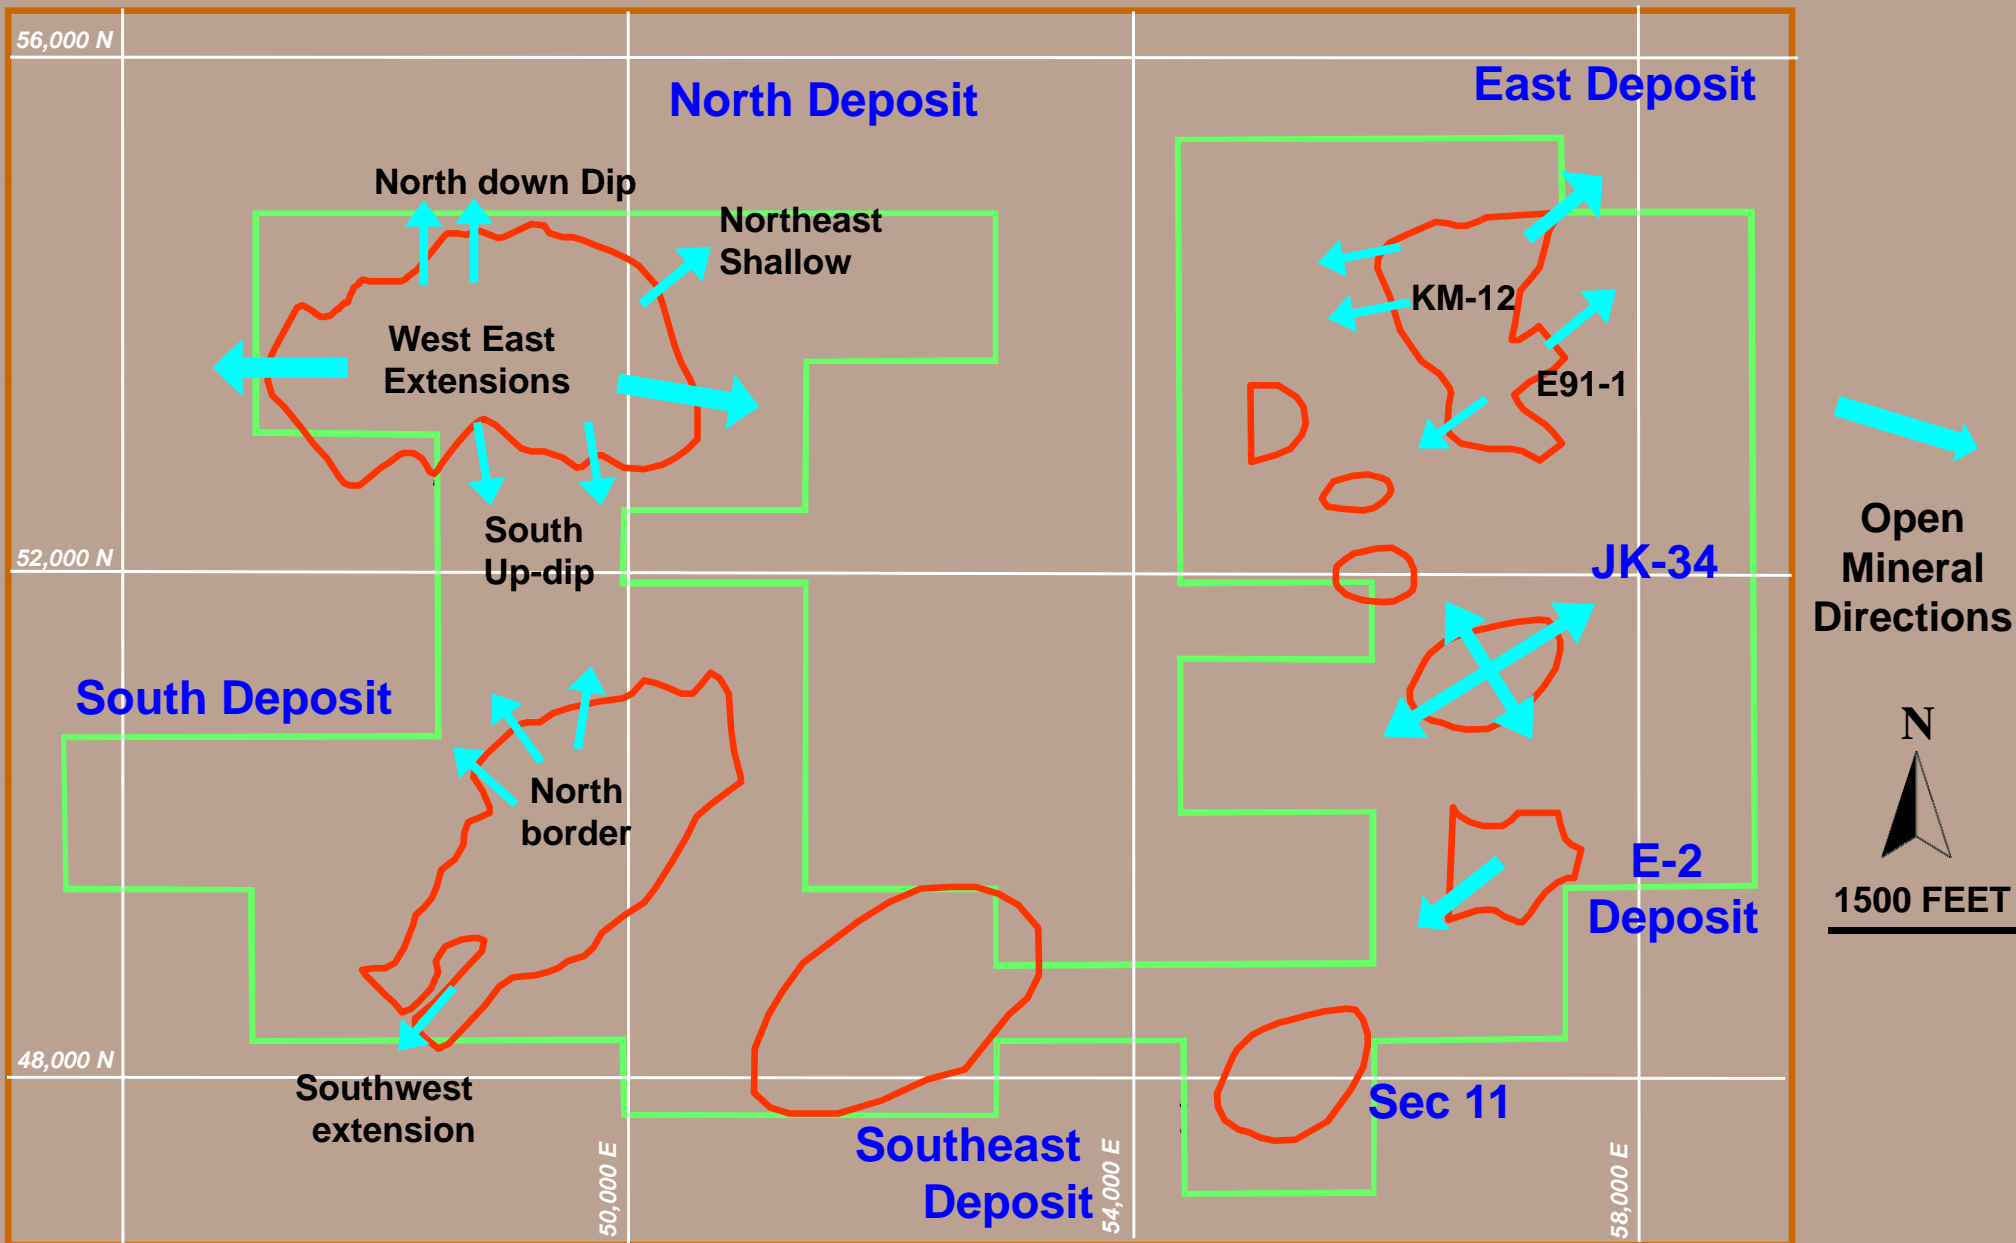 56,000 N
North Deposit
East Deposit
North down Dip
Northeast
Shallow
West East
Extensions
KM-12
E91-1
South
Up-dip
52,000 N
JK-34
Open
Mineral
Directions
South Deposit
North
border
N
E-2
Deposit
1500 FEET
48,000 N
Southwest
extension
Sec 11
Southeast
Deposit
50,000 E
54,000 E
58,000 E